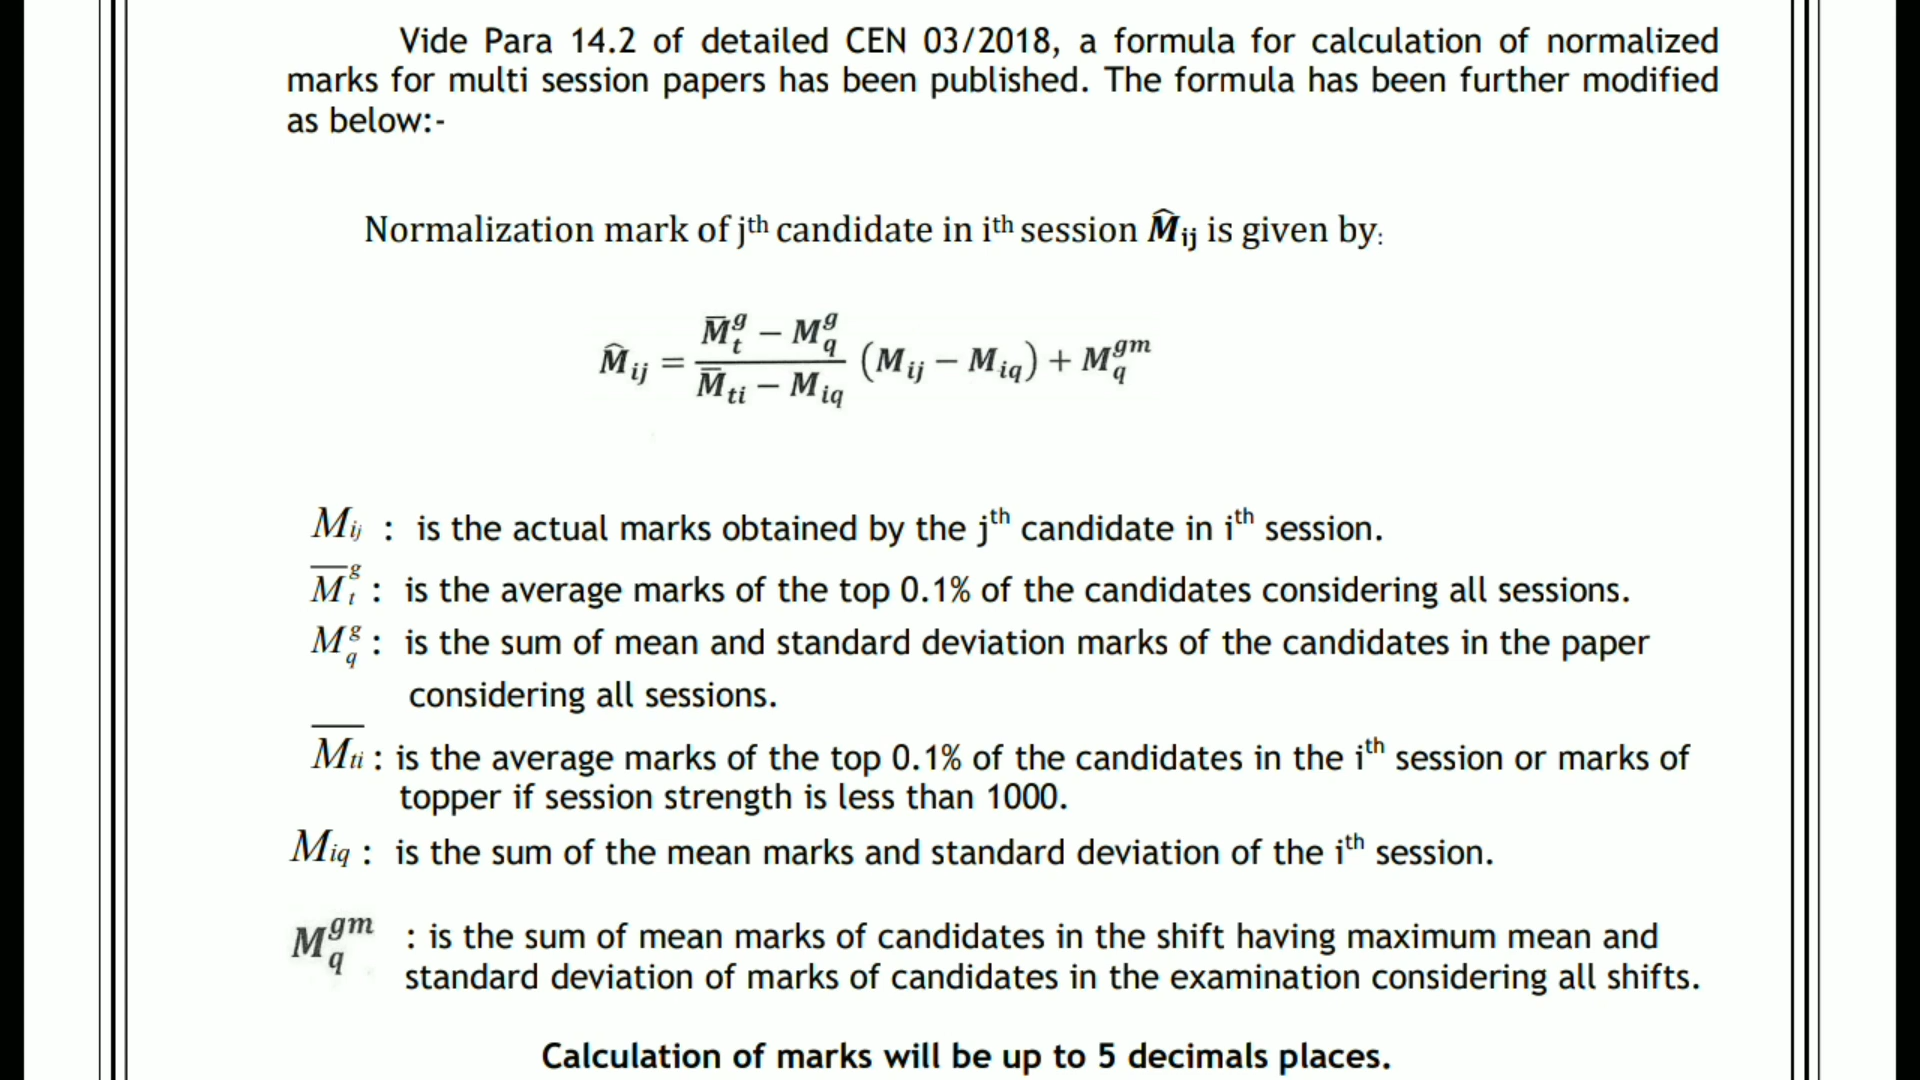 Vide Para 14.2 of detailed CEN 03/2018, a formula for calculation of normalized
marks for multi session papers has been published. The formula has been further modified
as below:-
Normalization mark of jᵗʰ candidate in iᵗʰ session M̂ij is given by:
M̂ij = (M̄ᵍt − Mᵍq) / (M̄ti − Miq) (Mij − Miq) + Mᵍᵐq
Mij : is the actual marks obtained by the jᵗʰ candidate in iᵗʰ session.
M̄ᵍt : is the average marks of the top 0.1% of the candidates considering all sessions.
Mᵍq : is the sum of mean and standard deviation marks of the candidates in the paper
considering all sessions.
M̄ti : is the average marks of the top 0.1% of the candidates in the iᵗʰ session or marks of
topper if session strength is less than 1000.
Miq : is the sum of the mean marks and standard deviation of the iᵗʰ session.
Mᵍᵐq : is the sum of mean marks of candidates in the shift having maximum mean and
standard deviation of marks of candidates in the examination considering all shifts.
Calculation of marks will be up to 5 decimals places.